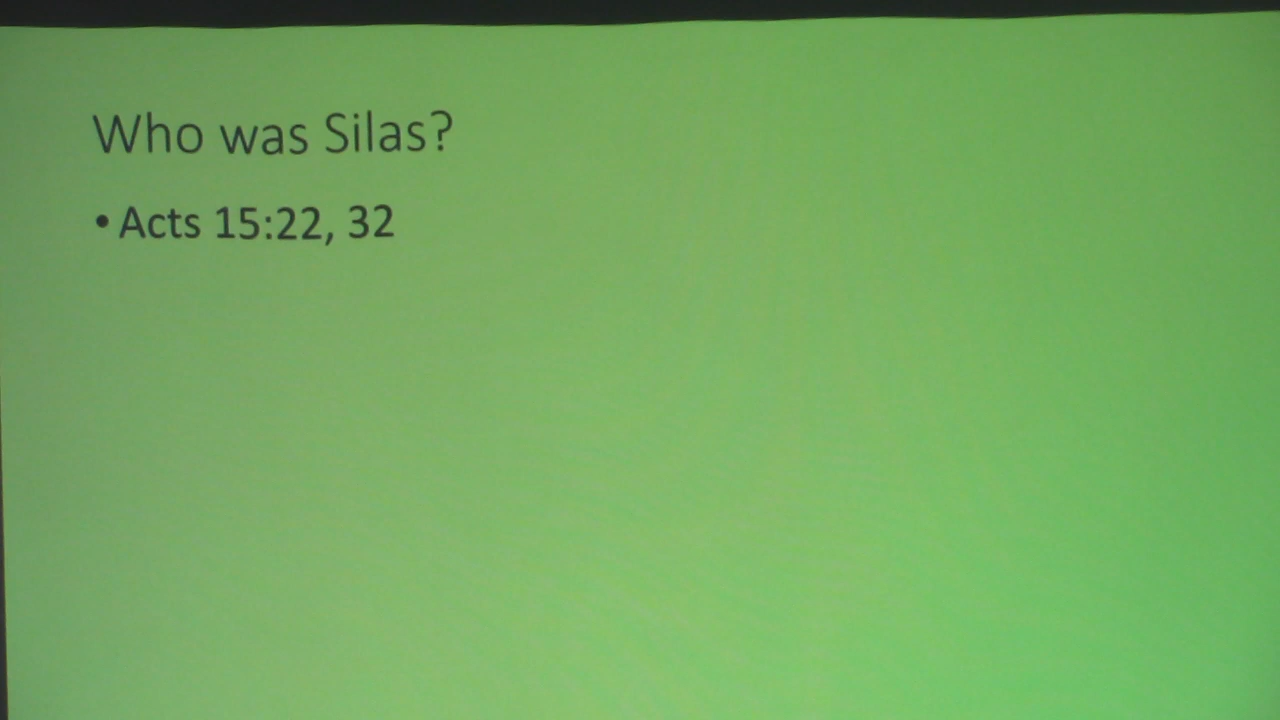 Who was Silas?
• Acts 15:22, 32